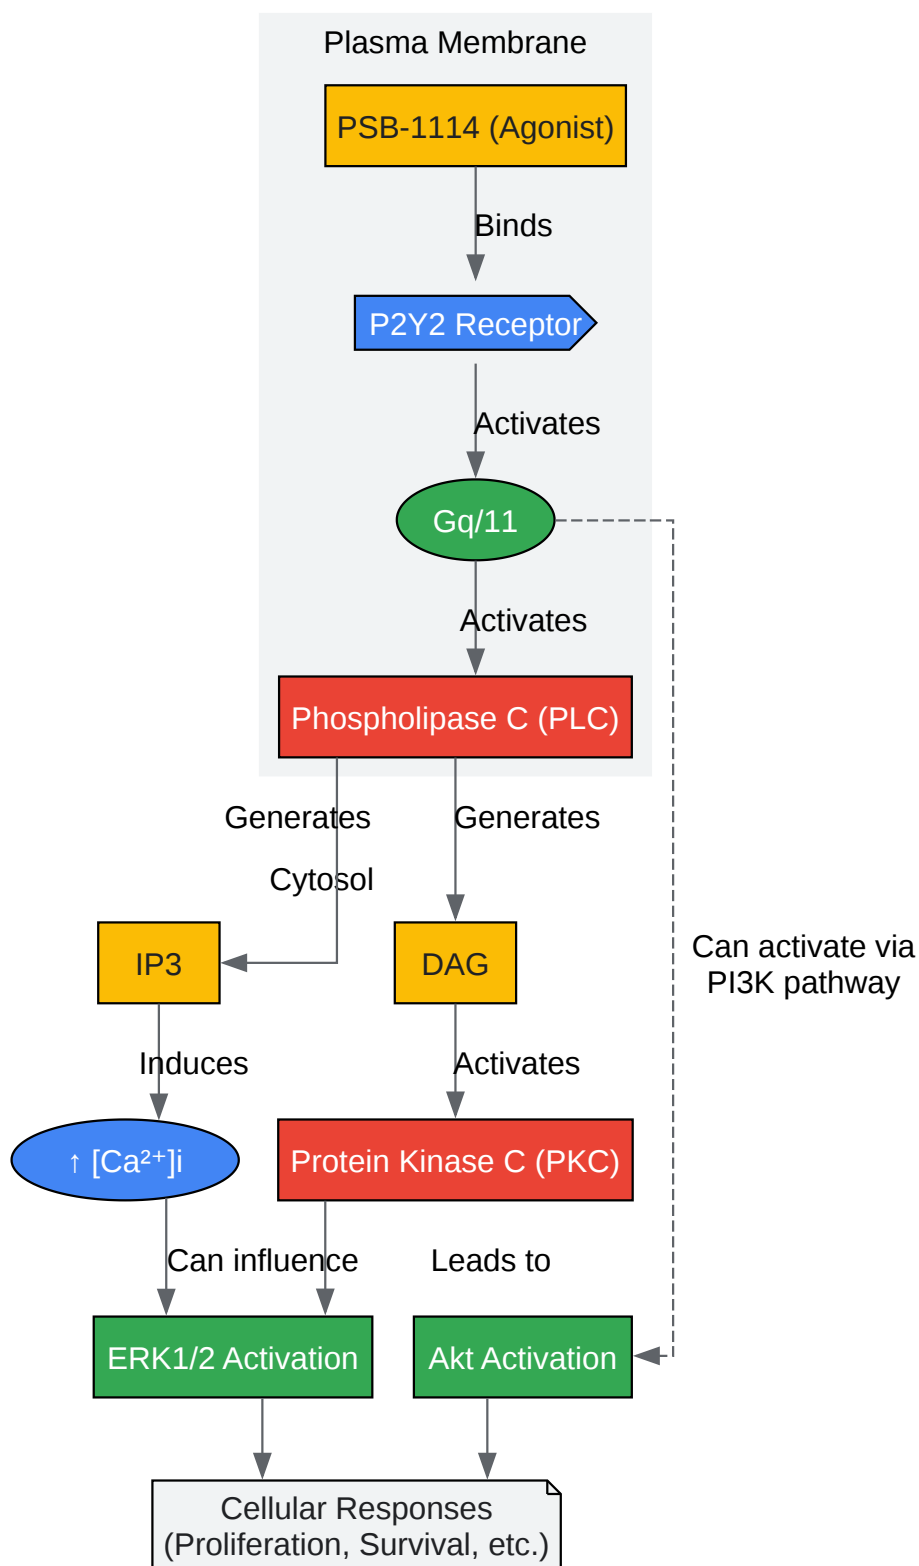 Plasma Membrane
PSB-1114 (Agonist)
Binds
P2Y2 Receptor
Activates
Gq/11
Activates
Phospholipase C (PLC)
Generates
Generates
Cytosol
IP3
DAG
Can activate via
PI3K pathway
Induces
Activates
↑ [Ca²⁺]i
Protein Kinase C (PKC)
Can influence
Leads to
ERK1/2 Activation
Akt Activation
Cellular Responses
(Proliferation, Survival, etc.)